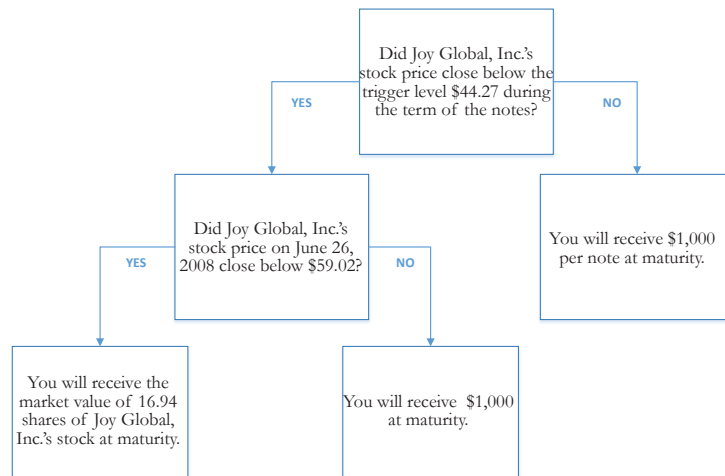 Did Joy Global, Inc.'s
stock price close below the
trigger level $44.27 during
the term of the notes?
YES
NO
Did Joy Global, Inc.'s
stock price on June 26,
2008 close below $59.02?
You will receive $1,000
per note at maturity.
YES
NO
You will receive the
market value of 16.94
shares of Joy Global,
Inc.'s stock at maturity.
You will receive $1,000
at maturity.